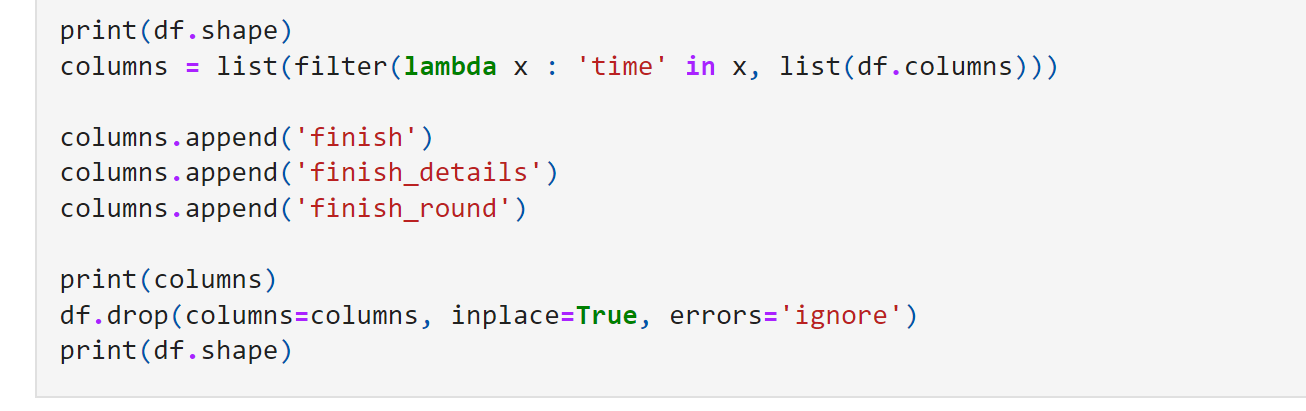 print(df.shape)
columns = list(filter(lambda x : 'time' in x, list(df.columns)))
columns.append('finish')
columns.append('finish_details')
columns.append('finish_round')
print(columns)
df.drop(columns=columns, inplace=True, errors='ignore')
print(df.shape)